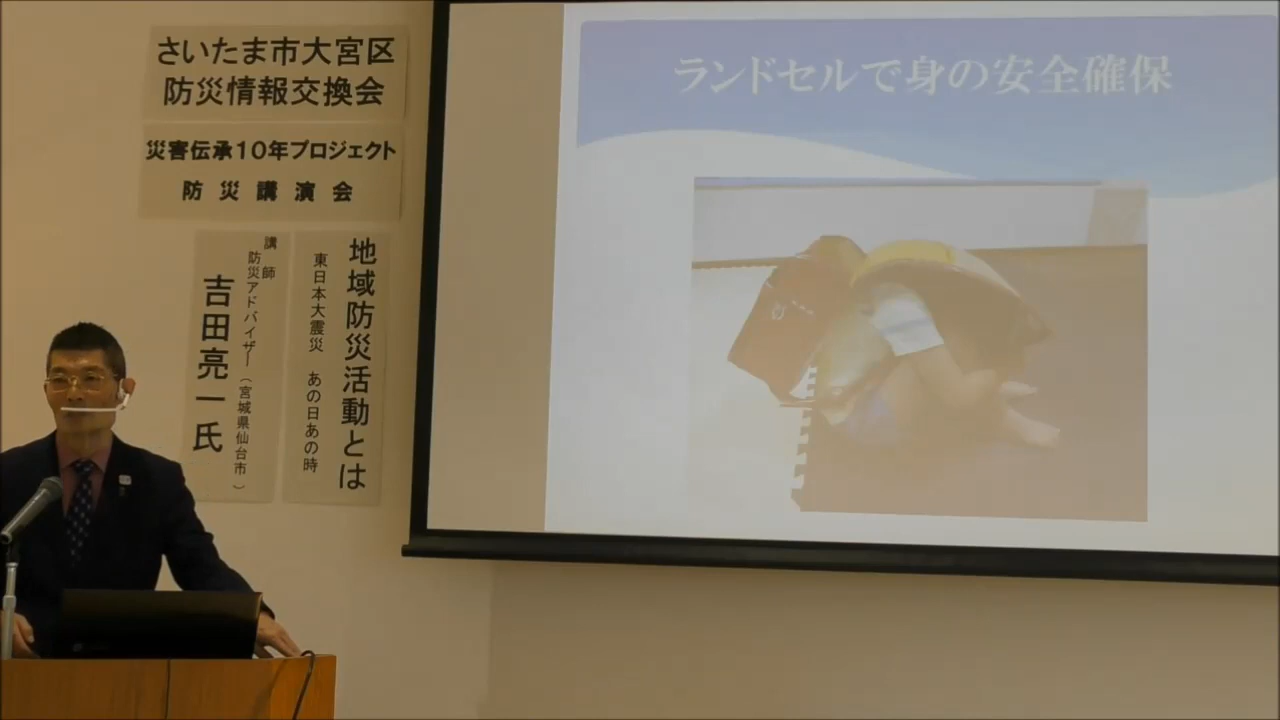 さいたま市大宮区
防災情報交換会
災害伝承10年プロジェクト
防災講演会
地域防災活動とは
東日本大震災 あの日あの時
講師
防災アドバイザー(宮城県仙台市)
吉田亮一氏
ランドセルで身の安全確保